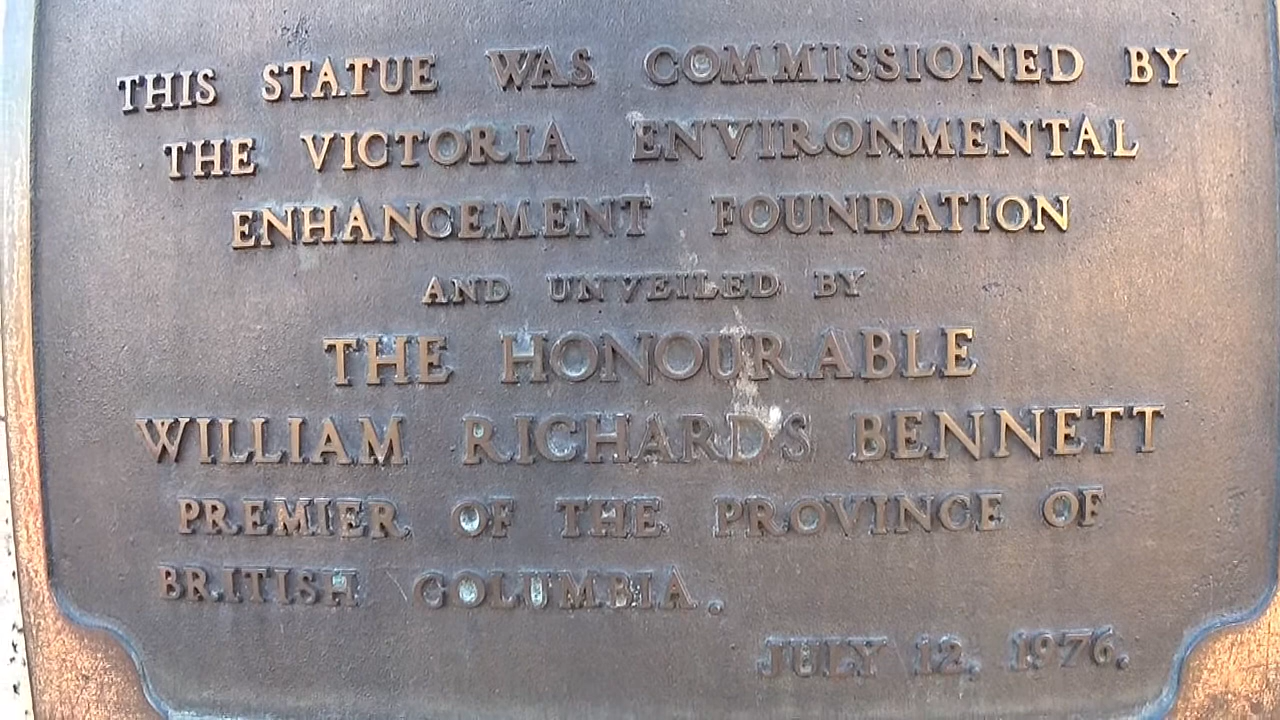 THIS STATUE WAS COMMISSIONED BY
THE VICTORIA ENVIRONMENTAL
ENHANCEMENT FOUNDATION
AND UNVEILED BY
THE HONOURABLE
WILLIAM RICHARDS BENNETT
PREMIER OF THE PROVINCE OF
BRITISH COLUMBIA.
JULY 12, 1976.